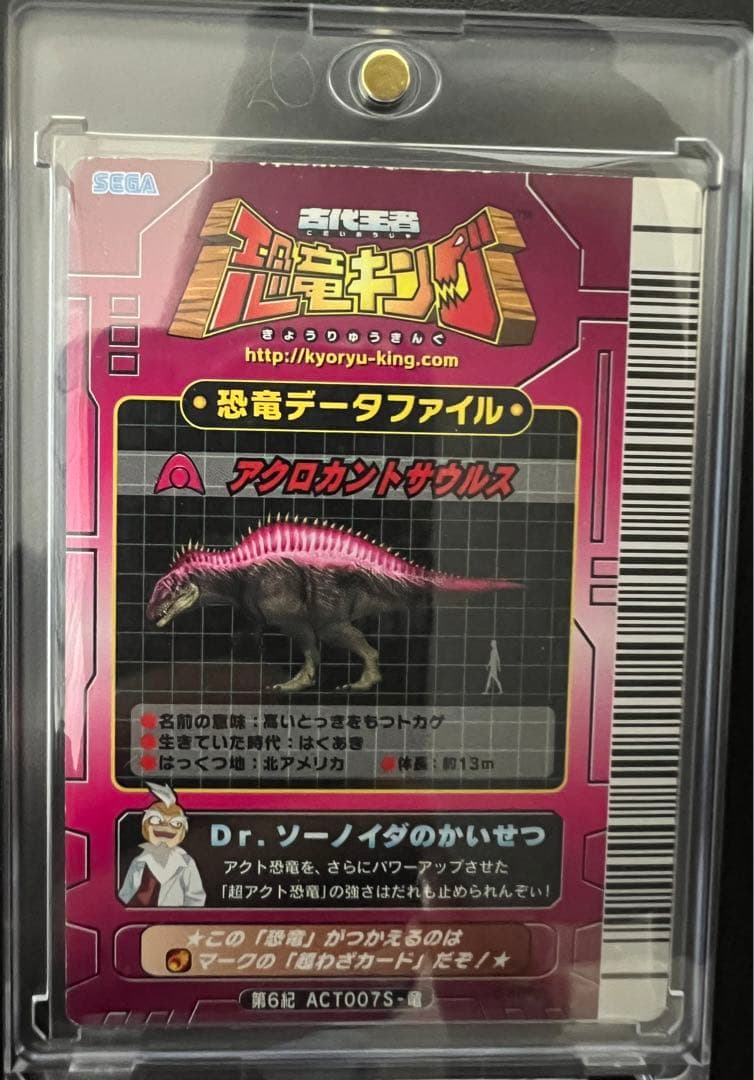 SEGA
古代王者
こだいおうじゃ
恐竜キング
TM
きょうりゅうきんぐ
http://kyoryu-king.com
恐竜データファイル
アクロカントサウルス
●名前の意味：高いとっきをもつトカゲ
●生きていた時代：はくあき
●はっくつ地：北アメリカ ●体長：約13m
Dr.ソーノイダのかいせつ
アクト恐竜を、さらにパワーアップさせた
「超アクト恐竜」の強さはだれも止められんぞい！
★この「恐竜」がつかえるのは
マークの「超わざカード」だぞ！★
第6紀 ACT007S-竜